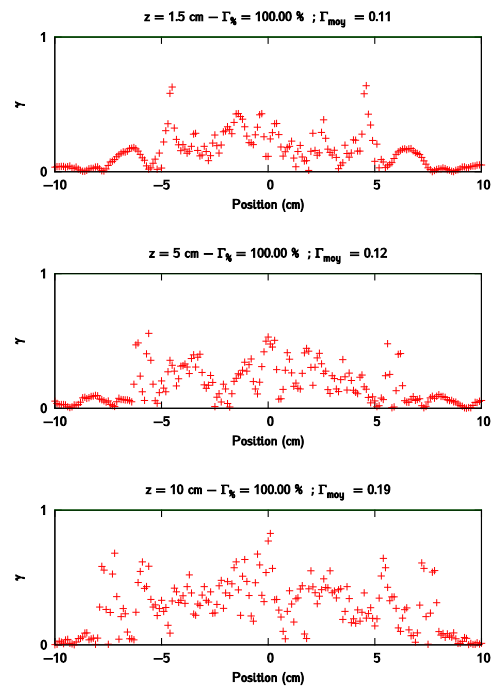 z = 1.5 cm – Γ% = 100.00 % ; Γmoy = 0.11
1
γ
0
−10 −5 0 5 10
Position (cm)
z = 5 cm – Γ% = 100.00 % ; Γmoy = 0.12
1
γ
0
−10 −5 0 5 10
Position (cm)
z = 10 cm – Γ% = 100.00 % ; Γmoy = 0.19
1
γ
0
−10 −5 0 5 10
Position (cm)